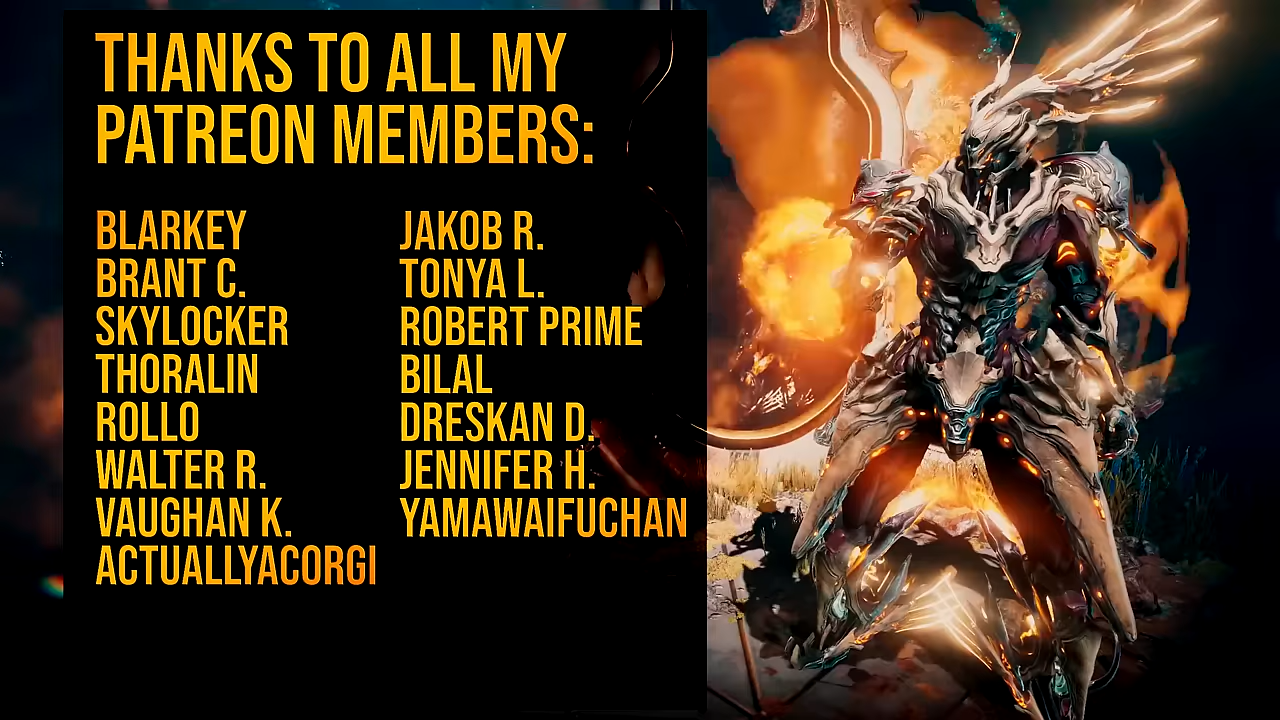 THANKS TO ALL MY
PATREON MEMBERS:
BLARKEY
BRANT C.
SKYLOCKER
THORALIN
ROLLO
WALTER R.
VAUGHAN K.
ACTUALLYACORGI
JAKOB R.
TONYA L.
ROBERT PRIME
BILAL
DRESKAN D.
JENNIFER H.
YAMAWAIFUCHAN